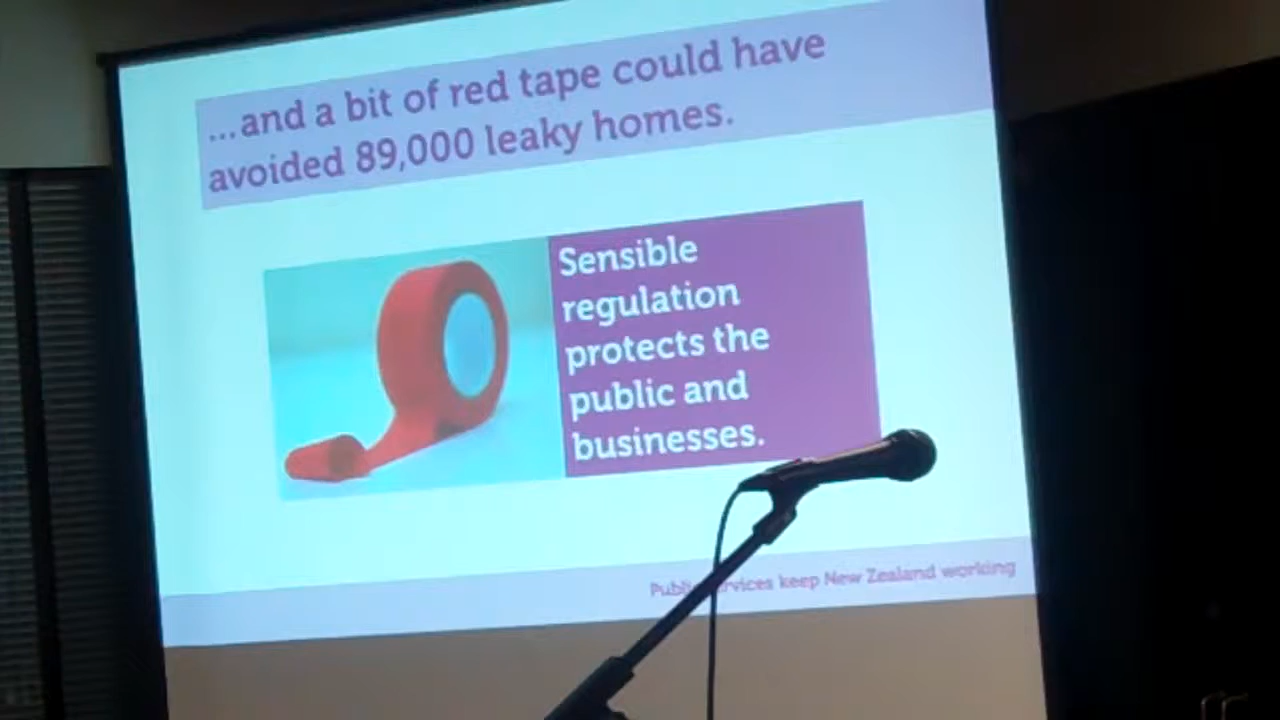 ...and a bit of red tape could have
avoided 89,000 leaky homes.
Sensible
regulation
protects the
public and
businesses.
keep New Zealand working